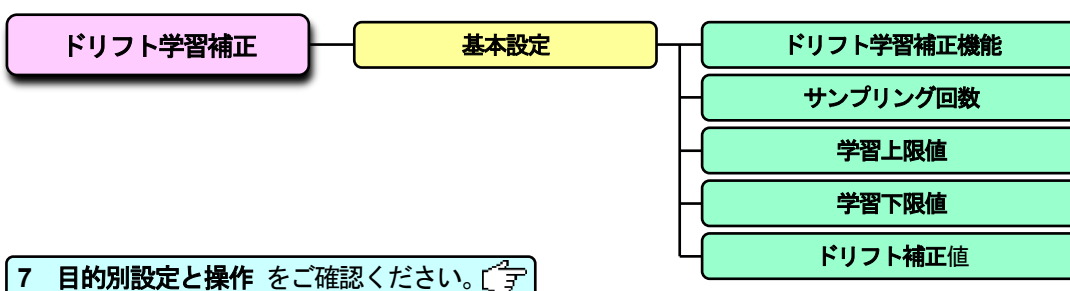 ドリフト学習補正
基本設定
ドリフト学習補正機能
サンプリング回数
学習上限値
学習下限値
ドリフト補正値
7 目的別設定と操作 をご確認ください。